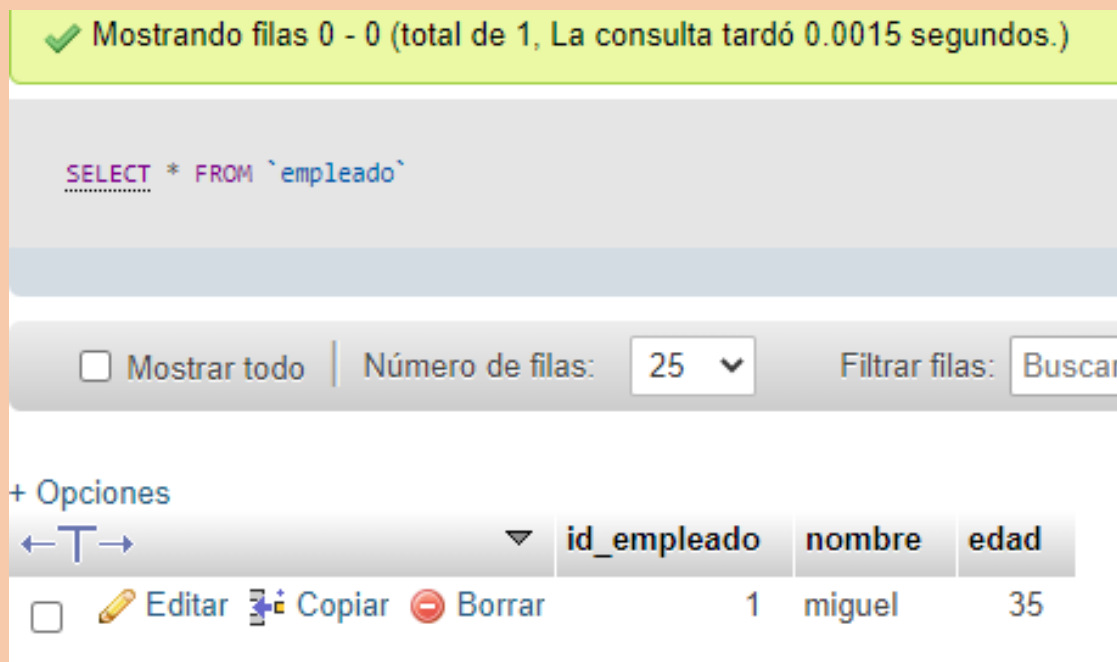 Mostrando filas 0 - 0 (total de 1, La consulta tardó 0.0015 segundos.)
SELECT * FROM `empleado`
Mostrar todo | Número de filas: 25 Filtrar filas: Buscar
+ Opciones
←T→ id_empleado nombre edad
Editar Copiar Borrar 1 miguel 35